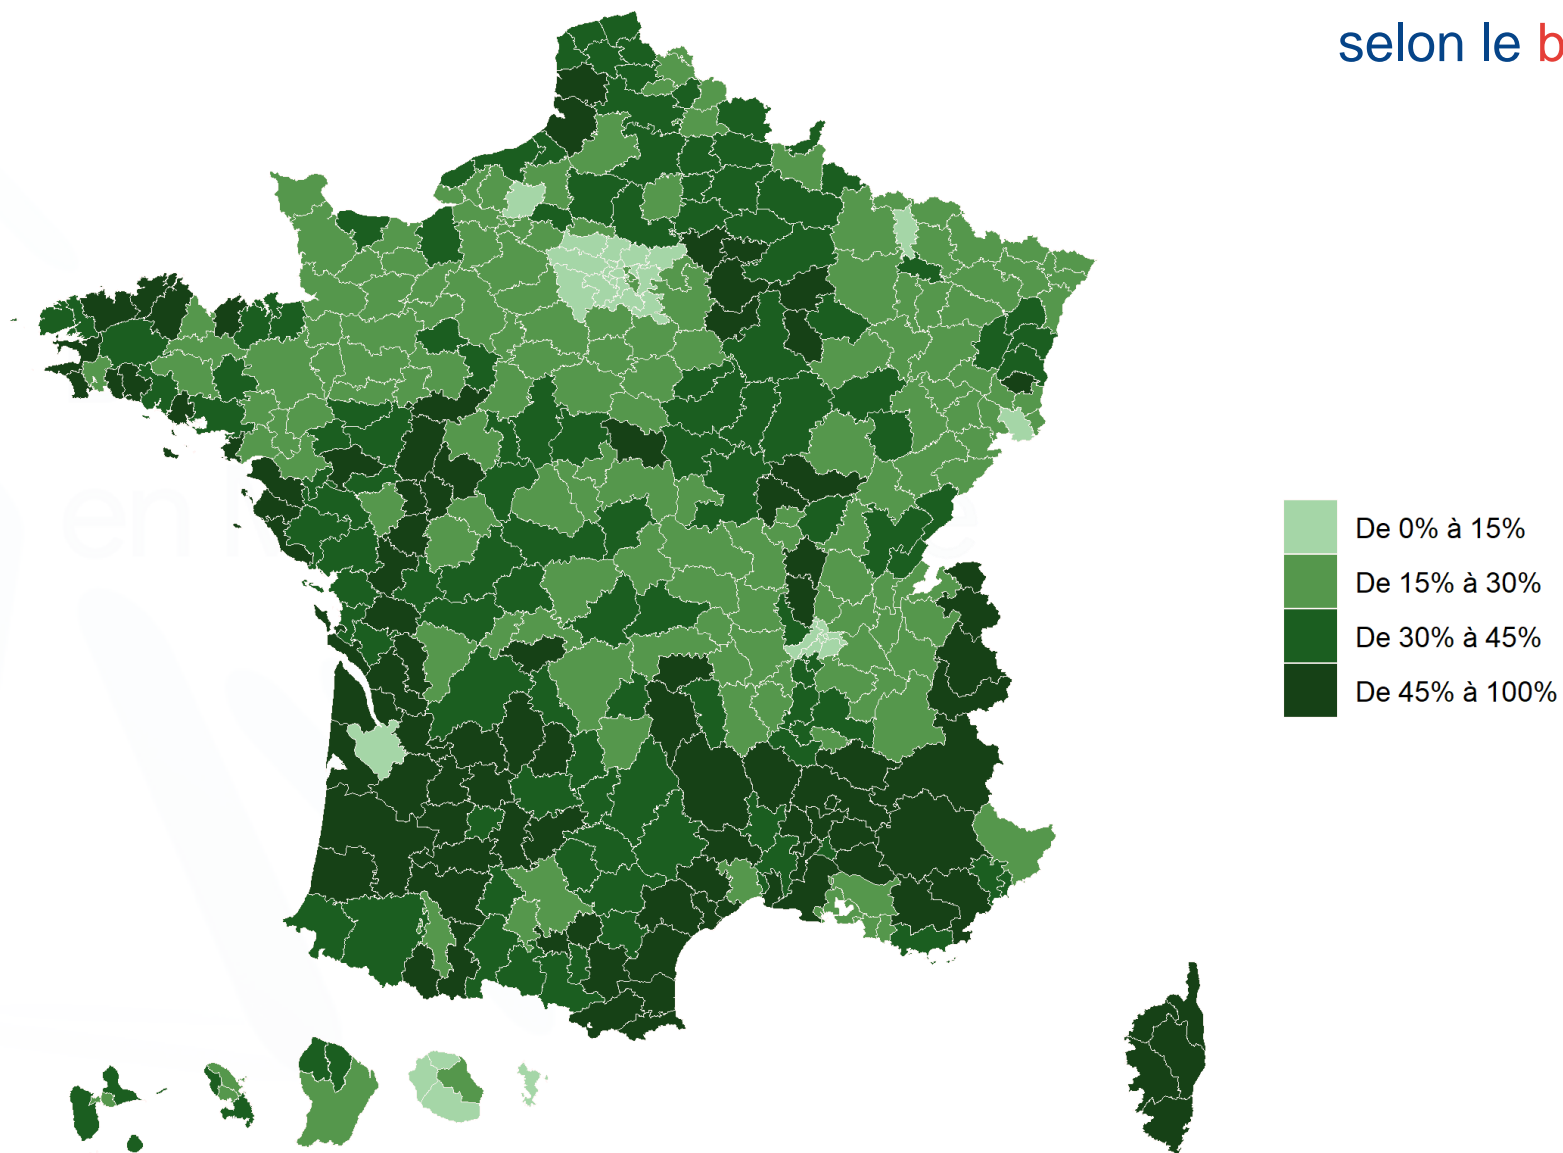 selon le b
De 0% à 15%
De 15% à 30%
De 30% à 45%
De 45% à 100%